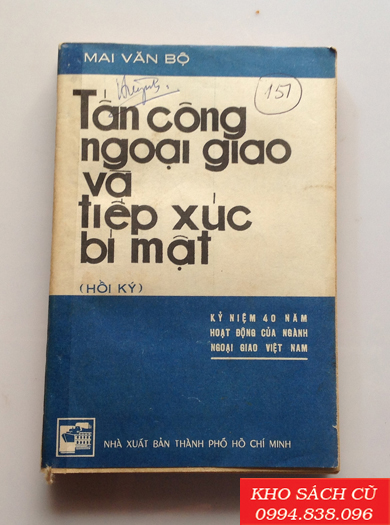 MAI VĂN BỘ
151
Tấn công
ngoại giao
và
tiếp xúc
bí mật
(HỒI KÝ)
KỶ NIỆM 40 NĂM
HOẠT ĐỘNG CỦA NGÀNH
NGOẠI GIAO VIỆT NAM
NHÀ XUẤT BẢN THÀNH PHỐ HỒ CHÍ MINH
KHO SÁCH CŨ
0994.838.096